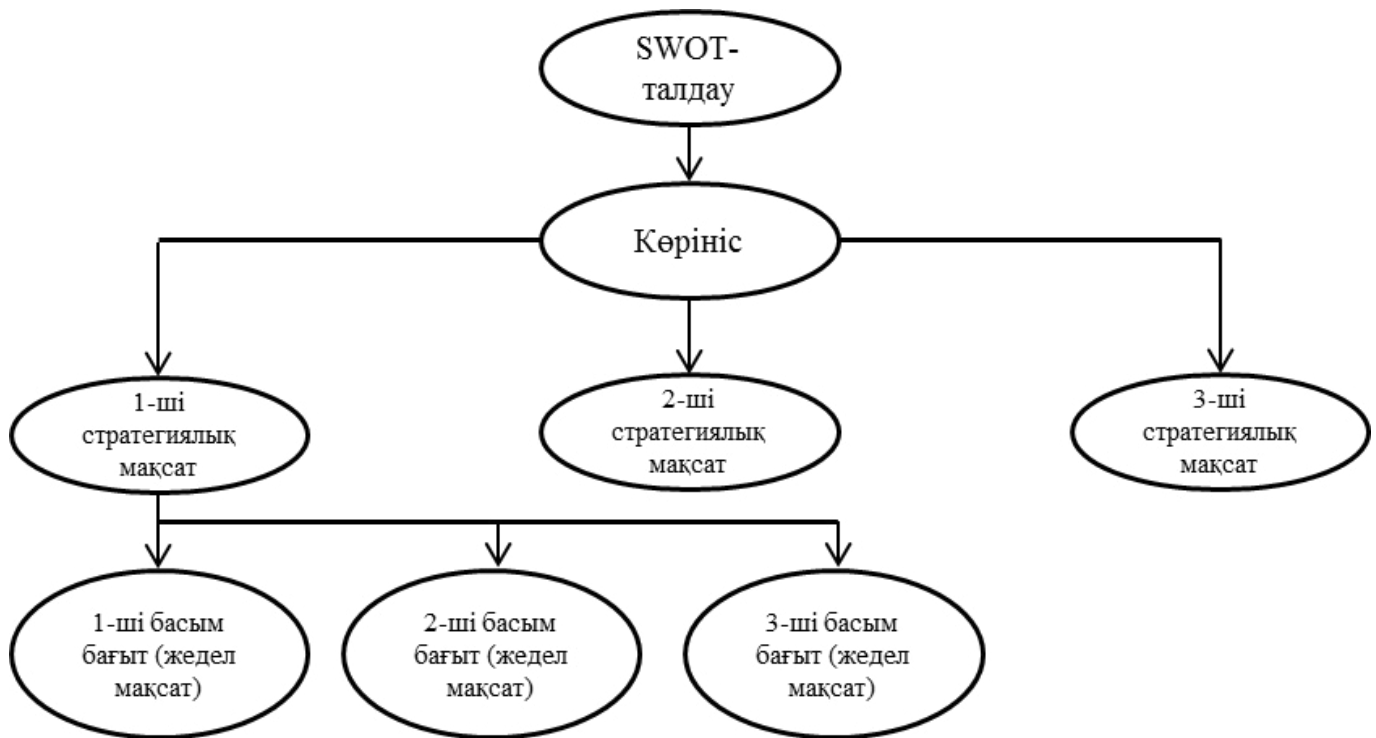 SWOT-
талдау
Көрініс
1-ші
стратегиялық
мақсат
2-ші
стратегиялық
мақсат
3-ші
стратегиялық
мақсат
1-ші басым
бағыт (жедел
мақсат)
2-ші басым
бағыт (жедел
мақсат)
3-ші басым
бағыт (жедел
мақсат)